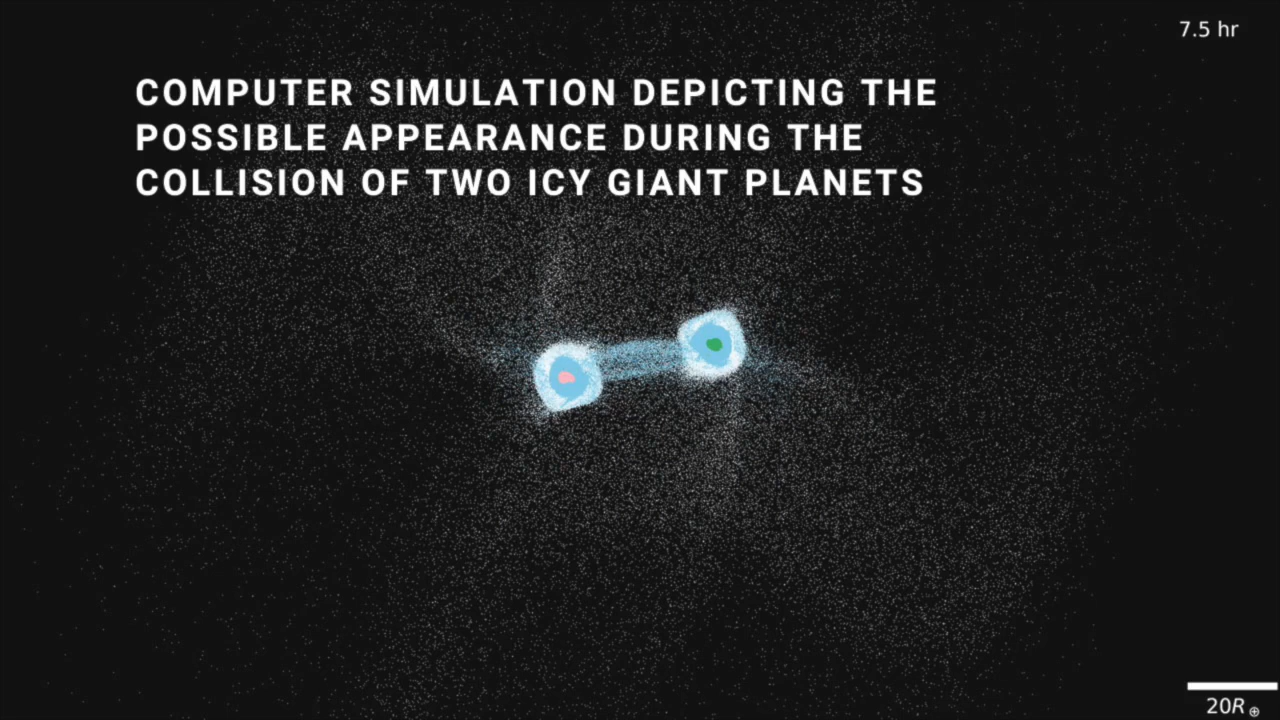 7.5 hr
COMPUTER SIMULATION DEPICTING THE
POSSIBLE APPEARANCE DURING THE
COLLISION OF TWO ICY GIANT PLANETS
20R⊕